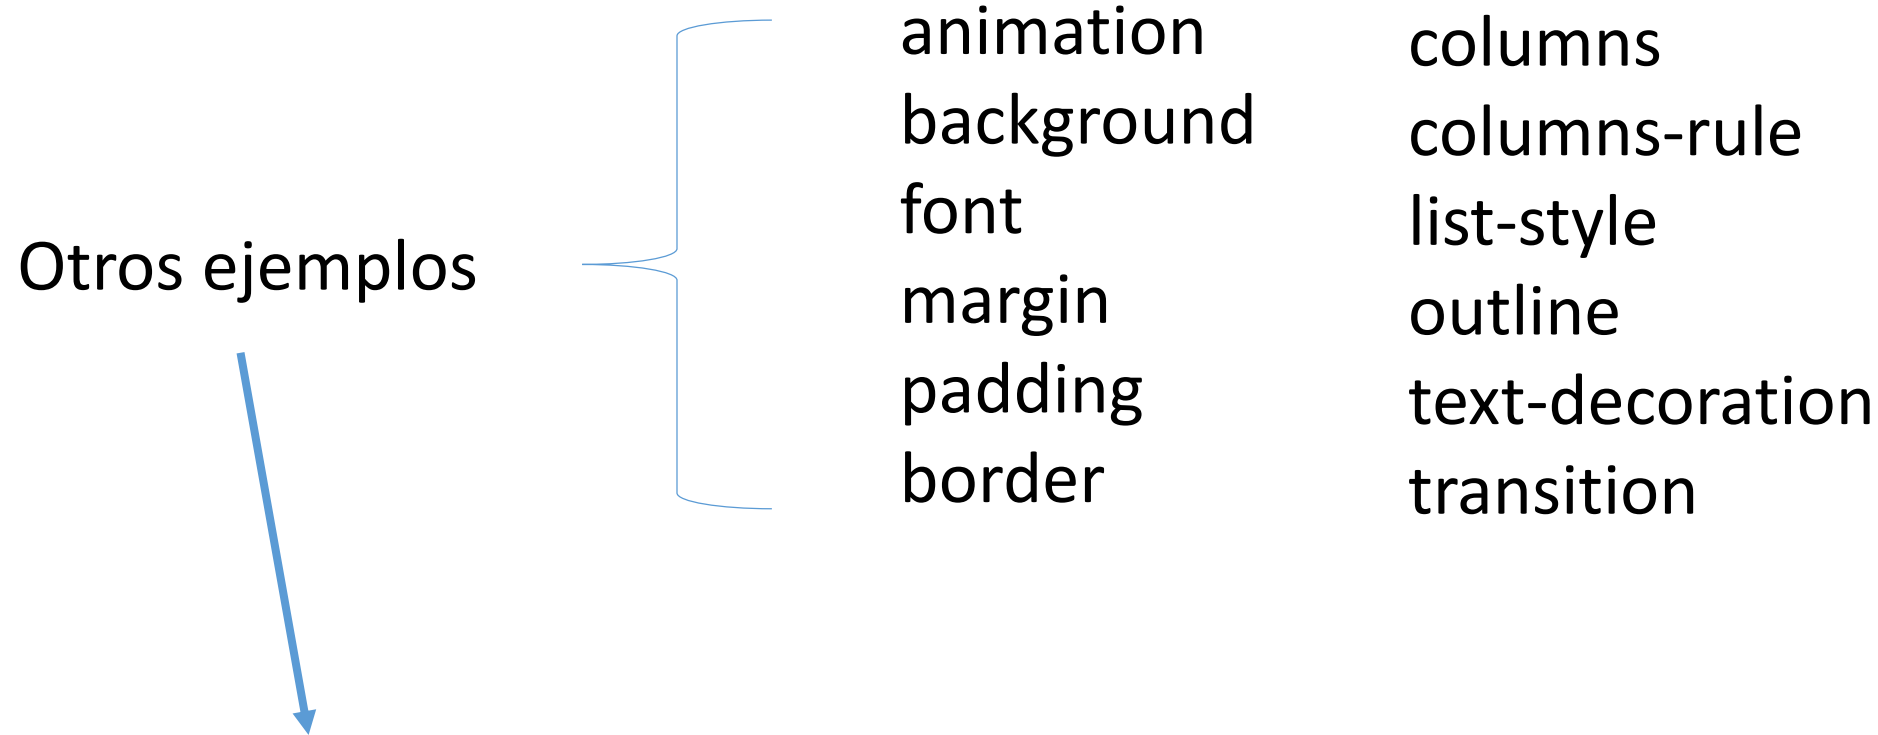 Otros ejemplos
animation
background
font
margin
padding
border
columns
columns-rule
list-style
outline
text-decoration
transition